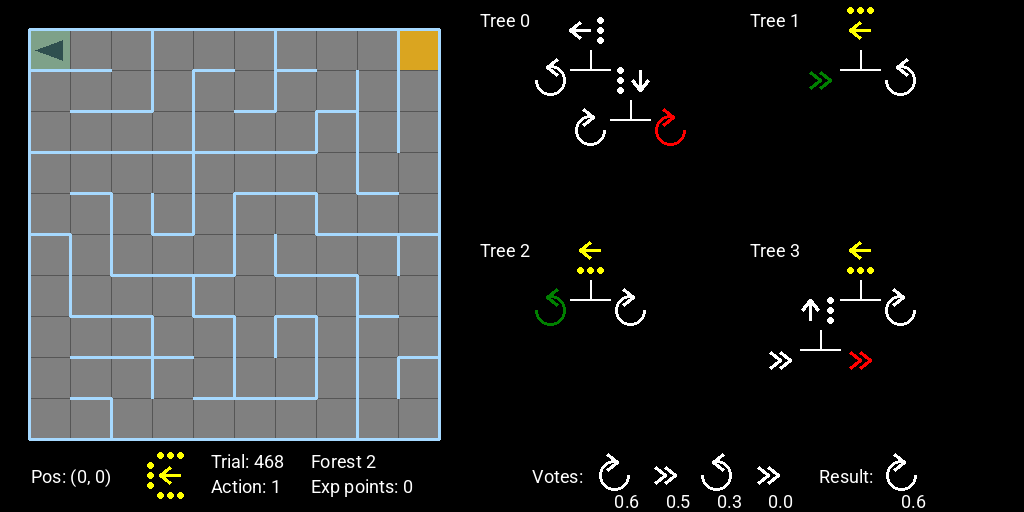 Tree 0
Tree 1
Tree 2
Tree 3
Pos: (0, 0)
Trial: 468
Forest 2
Action: 1
Exp points: 0
Votes:
0.6
0.5
0.3
0.0
Result:
0.6